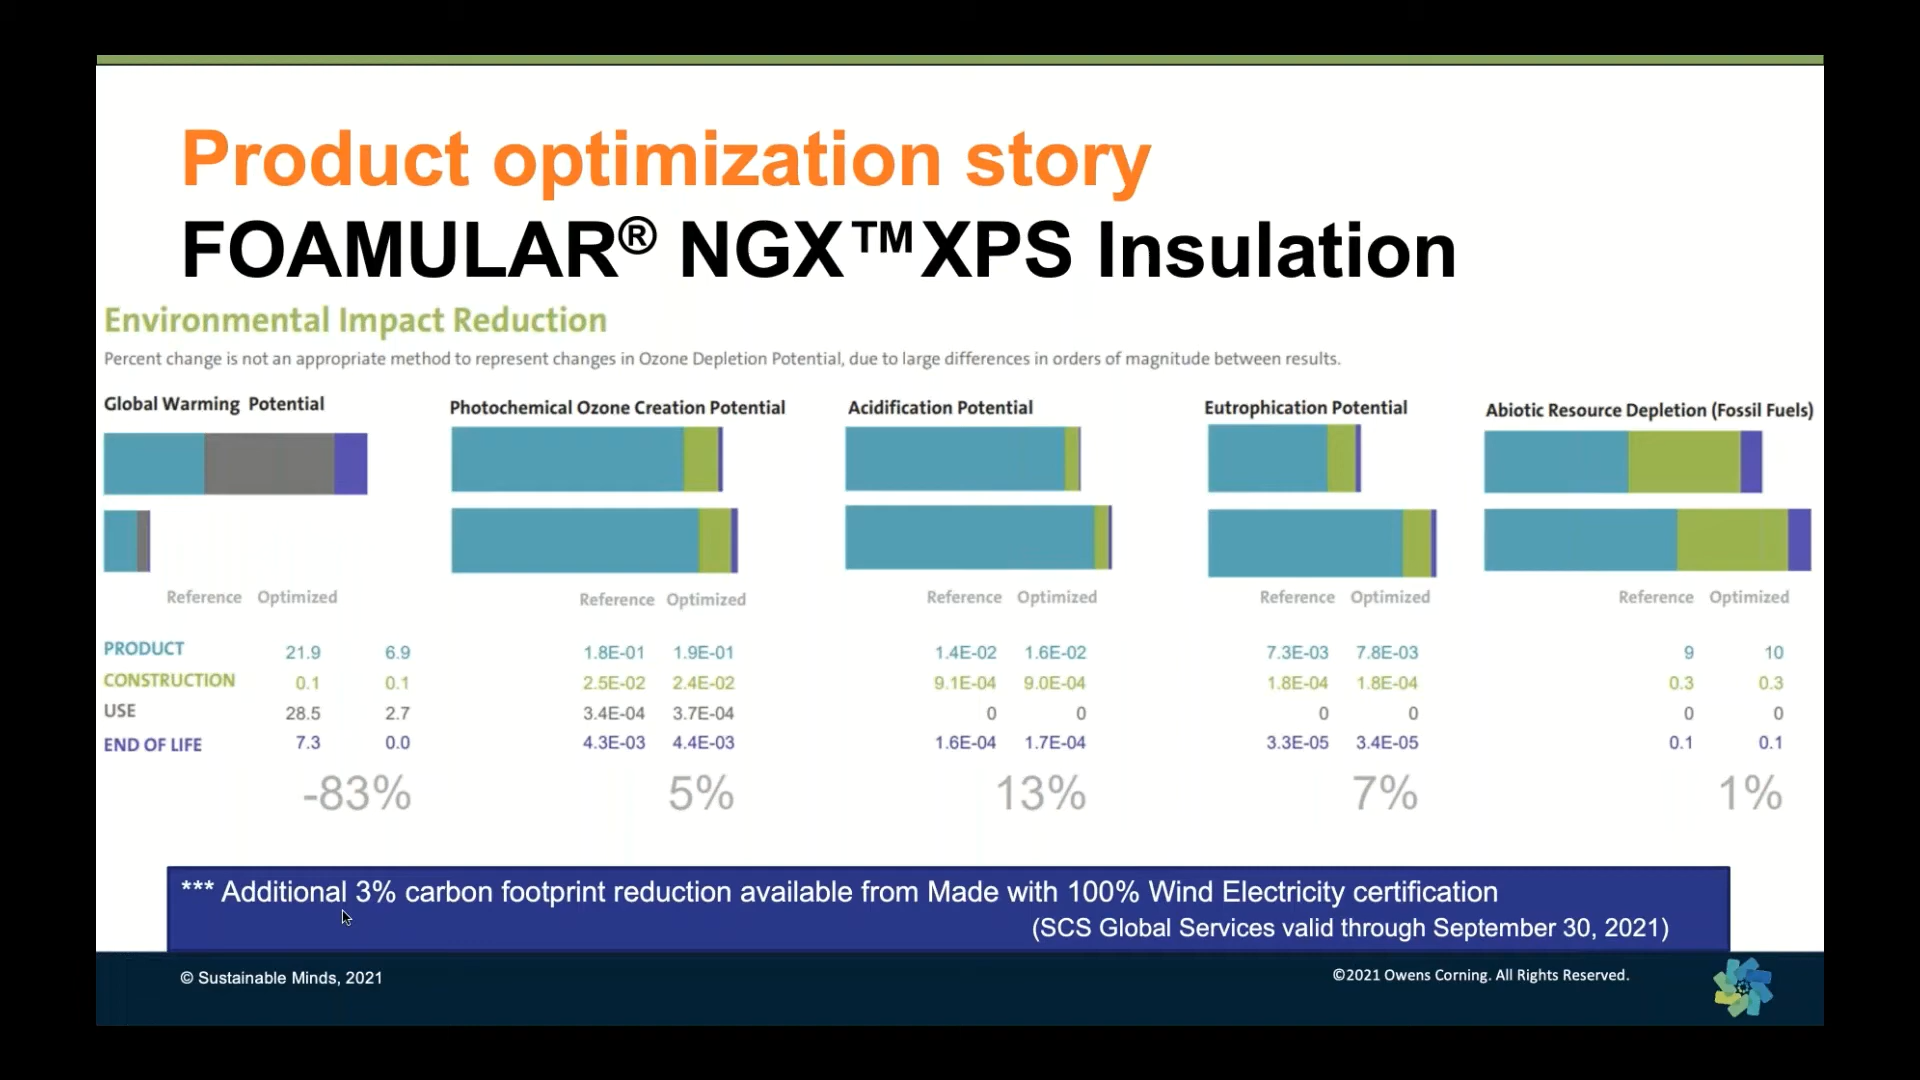 Product optimization story
FOAMULAR® NGX™XPS Insulation
Environmental Impact Reduction
Percent change is not an appropriate method to represent changes in Ozone Depletion Potential, due to large differences in orders of magnitude between results.
Global Warming Potential
Photochemical Ozone Creation Potential
Acidification Potential
Eutrophication Potential
Abiotic Resource Depletion (Fossil Fuels)
Reference Optimized Reference Optimized Reference Optimized Reference Optimized Reference Optimized
PRODUCT 21.9 6.9 1.8E-01 1.9E-01 1.4E-02 1.6E-02 7.3E-03 7.8E-03 9 10
CONSTRUCTION 0.1 0.1 2.5E-02 2.4E-02 9.1E-04 9.0E-04 1.8E-04 1.8E-04 0.3 0.3
USE 28.5 2.7 3.4E-04 3.7E-04 0 0 0 0 0 0
END OF LIFE 7.3 0.0 4.3E-03 4.4E-03 1.6E-04 1.7E-04 3.3E-05 3.4E-05 0.1 0.1
-83% 5% 13% 7% 1%
*** Additional 3% carbon footprint reduction available from Made with 100% Wind Electricity certification
(SCS Global Services valid through September 30, 2021)
© Sustainable Minds, 2021
©2021 Owens Corning. All Rights Reserved.